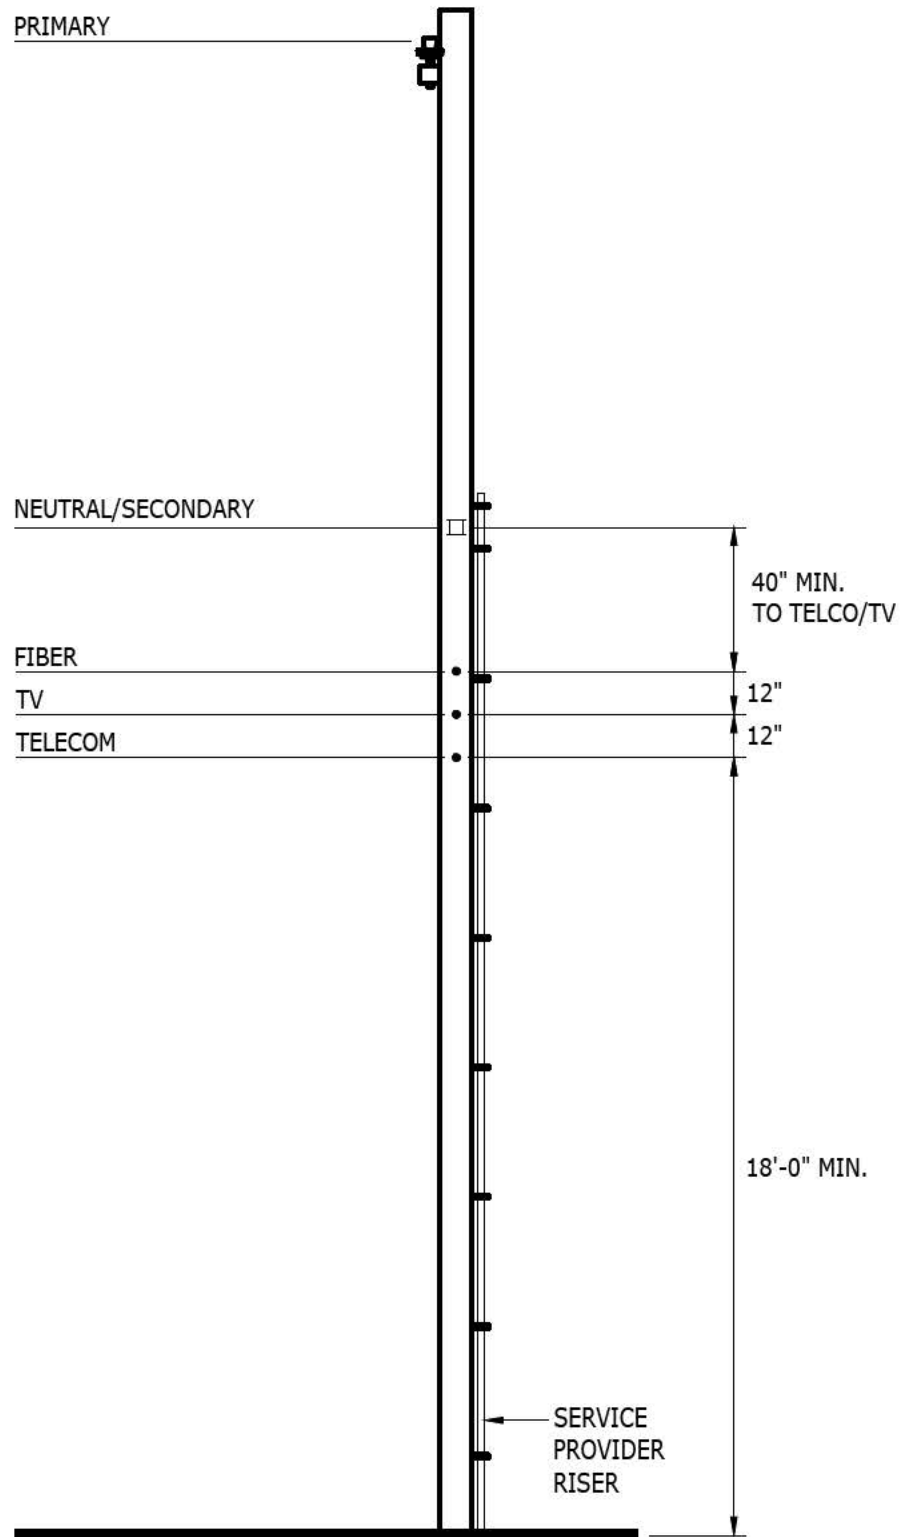 PRIMARY
NEUTRAL/SECONDARY
40" MIN.
TO TELCO/TV
FIBER
12"
TV
12"
TELECOM
18'-0" MIN.
SERVICE
PROVIDER
RISER